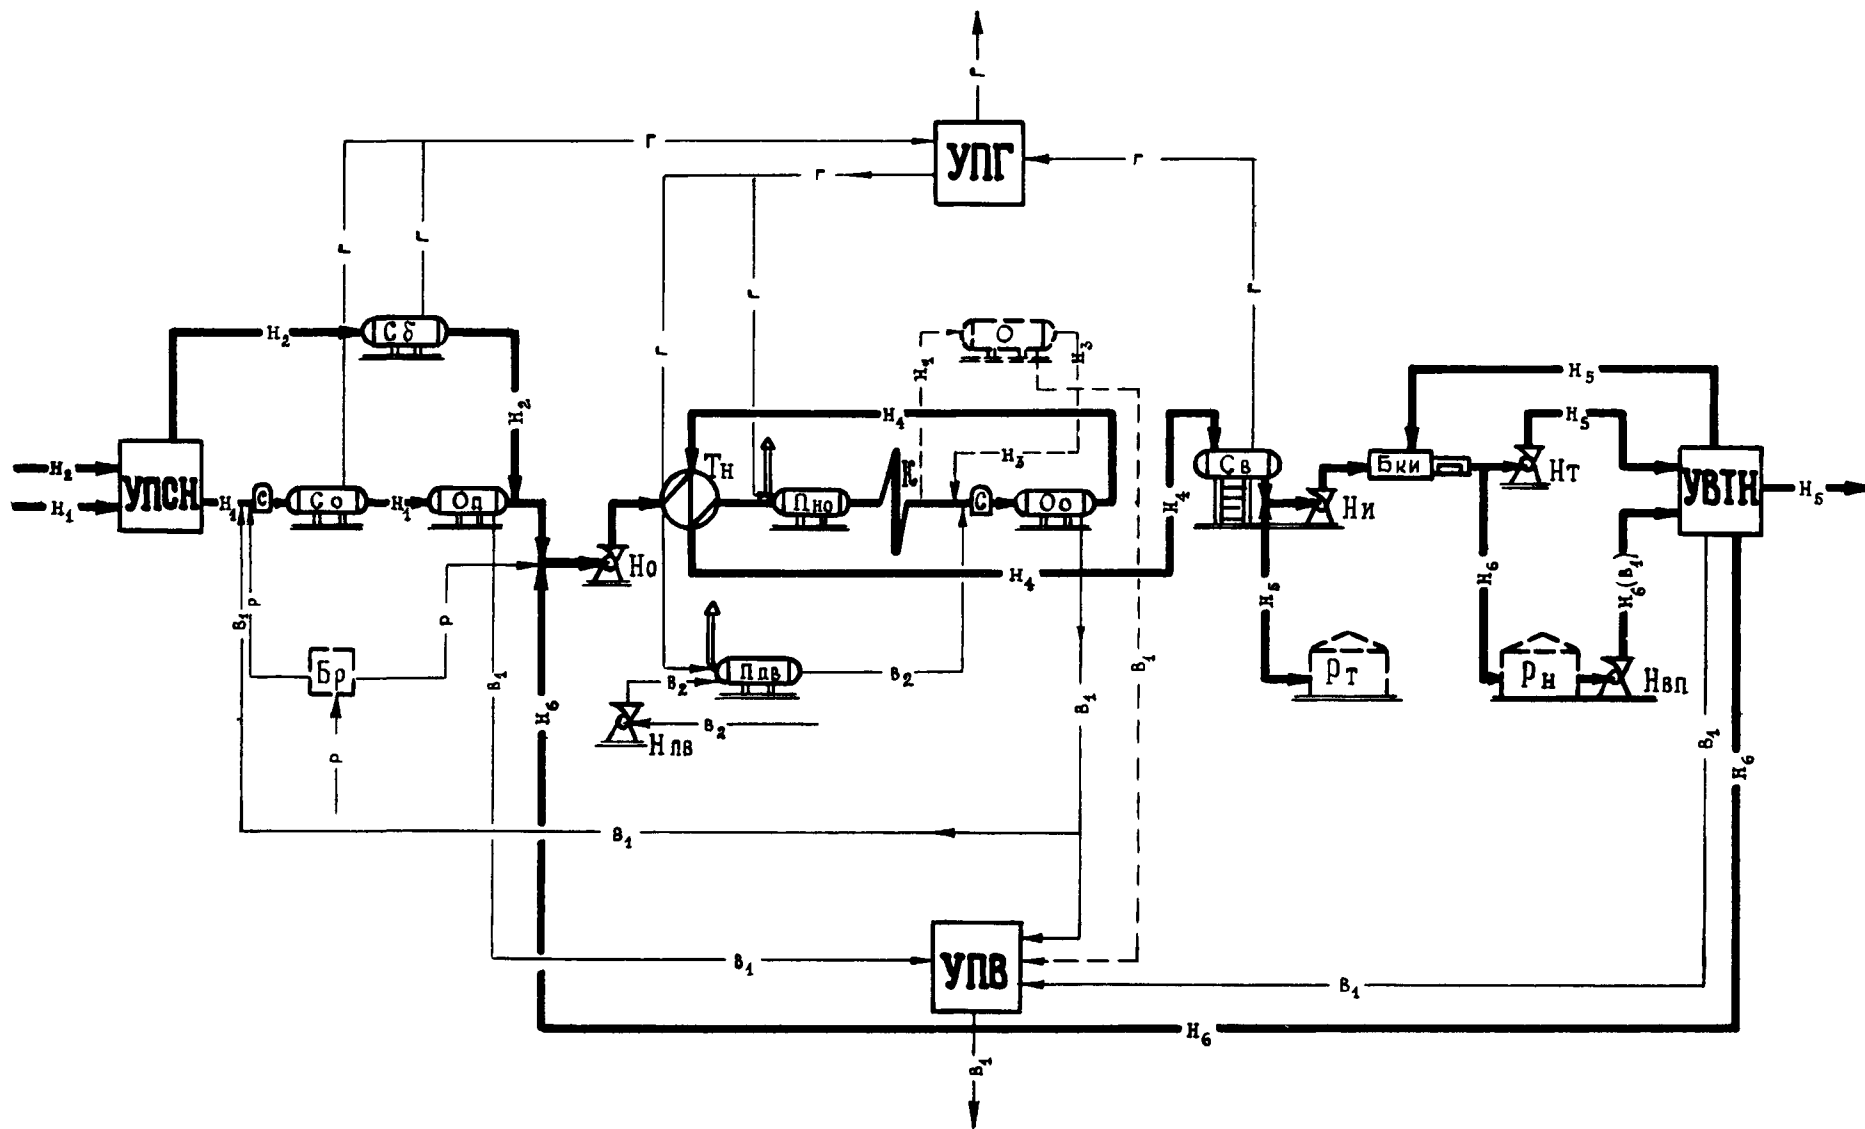 Г
УПГ
Г
Г
Г
Г
Г
Г
Г
Г
Н₂
Сб
О
Н₄
Н₃
Н₅
Н₂
Н₄
Н₅
Н₂
Н₁
УПСН
Н₁
С
Со
Н₁
Оп
Тн
Пно
К
Н₃
С
Оо
Н₄
Св
Ни
Бки
Нт
УВТН
Н₅
Но
Н₄
Н₅
Н₆
Н₆(В₁)
В₁
Р
Р
Бр
В₁
Н₆
В₂
Ппв
В₂
В₁
В₁
Рт
Рн
Нвп
Нпв
В₂
Р
В₁
Н₆
В₁
В₁
УПВ
В₁
Н₆
В₁